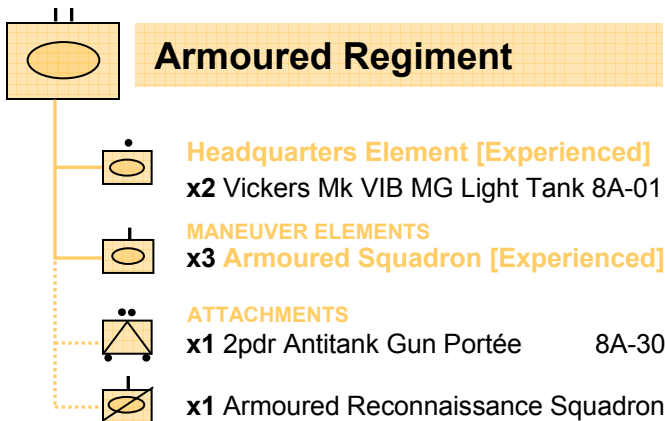 Armoured Regiment
Headquarters Element [Experienced]
x2 Vickers Mk VIB MG Light Tank 8A-01
MANEUVER ELEMENTS
x3 Armoured Squadron [Experienced]
ATTACHMENTS
x1 2pdr Antitank Gun Portée 8A-30
x1 Armoured Reconnaissance Squadron